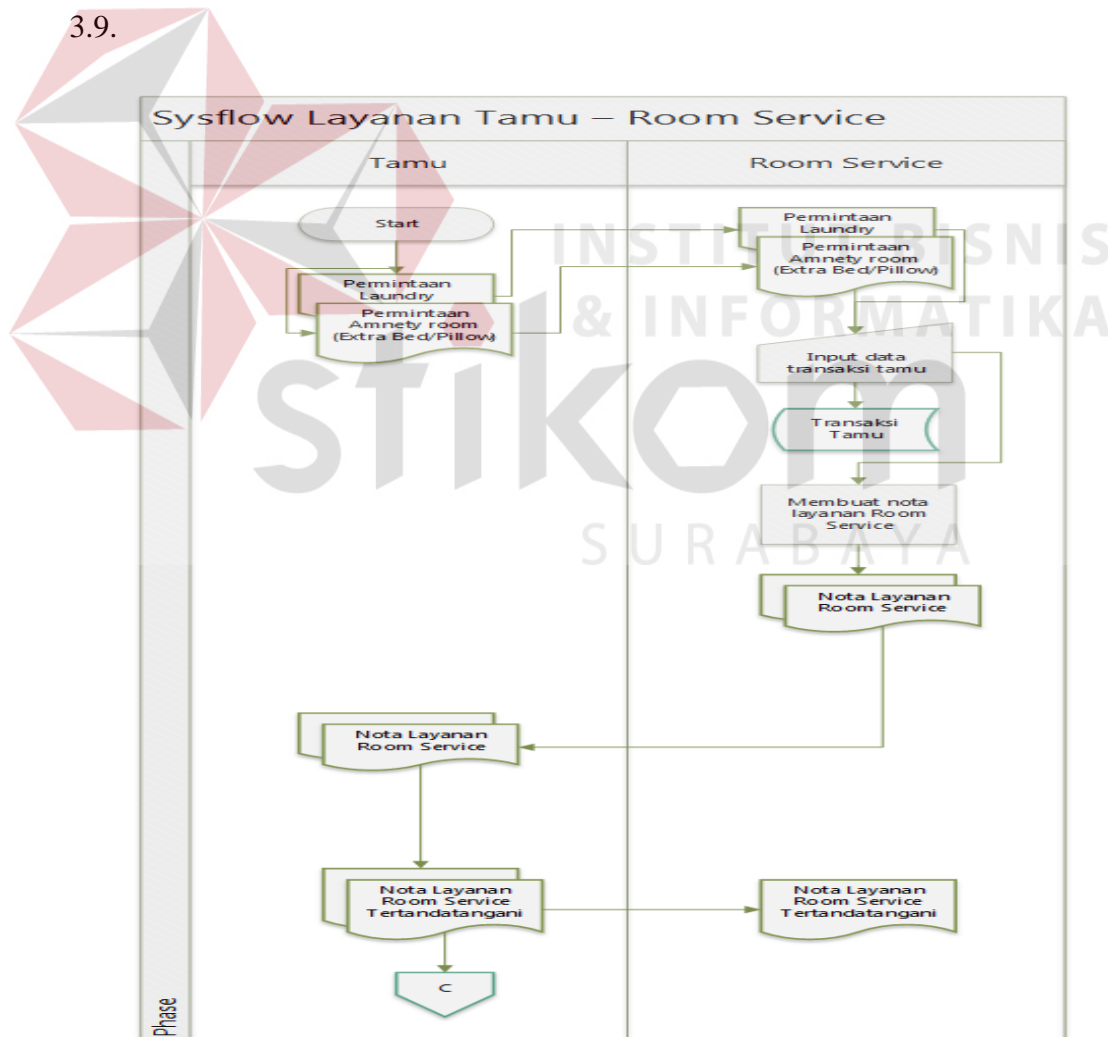 3.9.
Sysflow Layanan Tamu – Room Service
Tamu
Room Service
Start
Permintaan
Laundry
Permintaan
Amnety room
(Extra Bed/Pillow)
Permintaan
Laundry
Permintaan
Amnety room
(Extra Bed/Pillow)
Input data
transaksi tamu
Transaksi
Tamu
Membuat nota
layanan Room
Service
Nota Layanan
Room Service
Nota Layanan
Room Service
Nota Layanan
Room Service
Tertandatangani
Nota Layanan
Room Service
Tertandatangani
C
Phase
INSTITUT BISNIS
& INFORMATIKA
stikom
SURABAYA